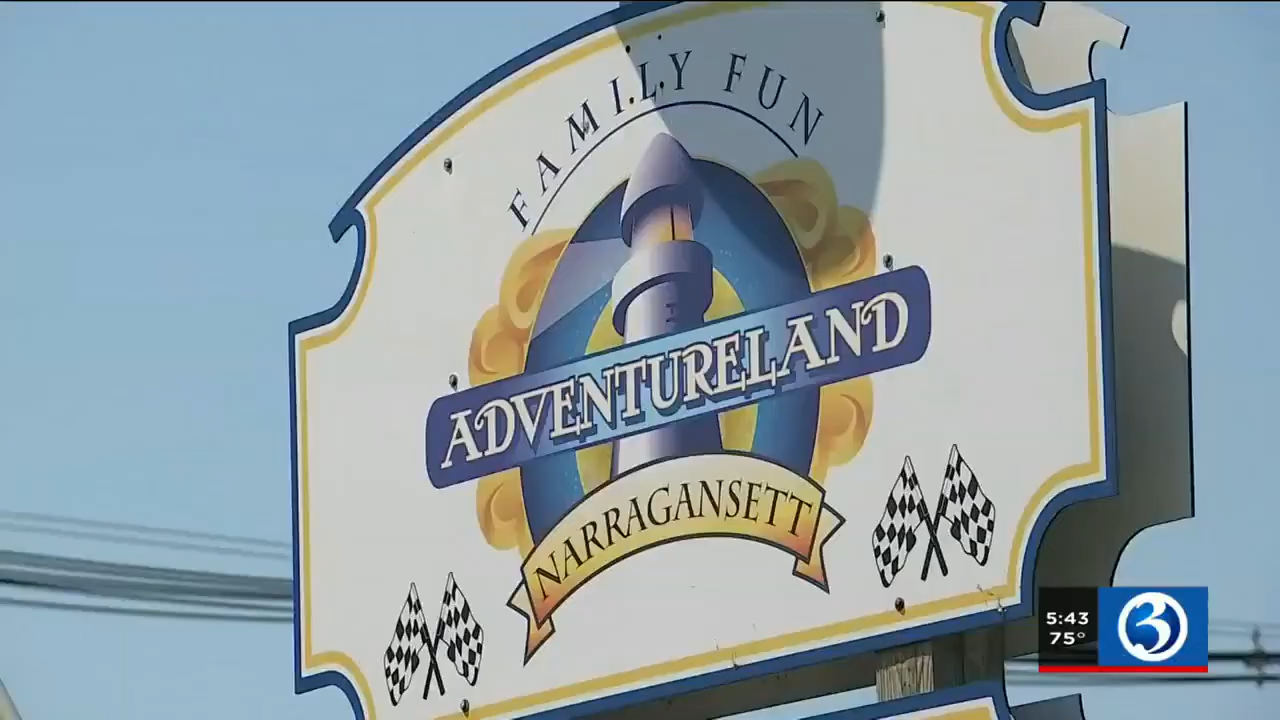 FAMILY FUN
ADVENTURELAND
NARRAGANSETT
5:43
75°
3